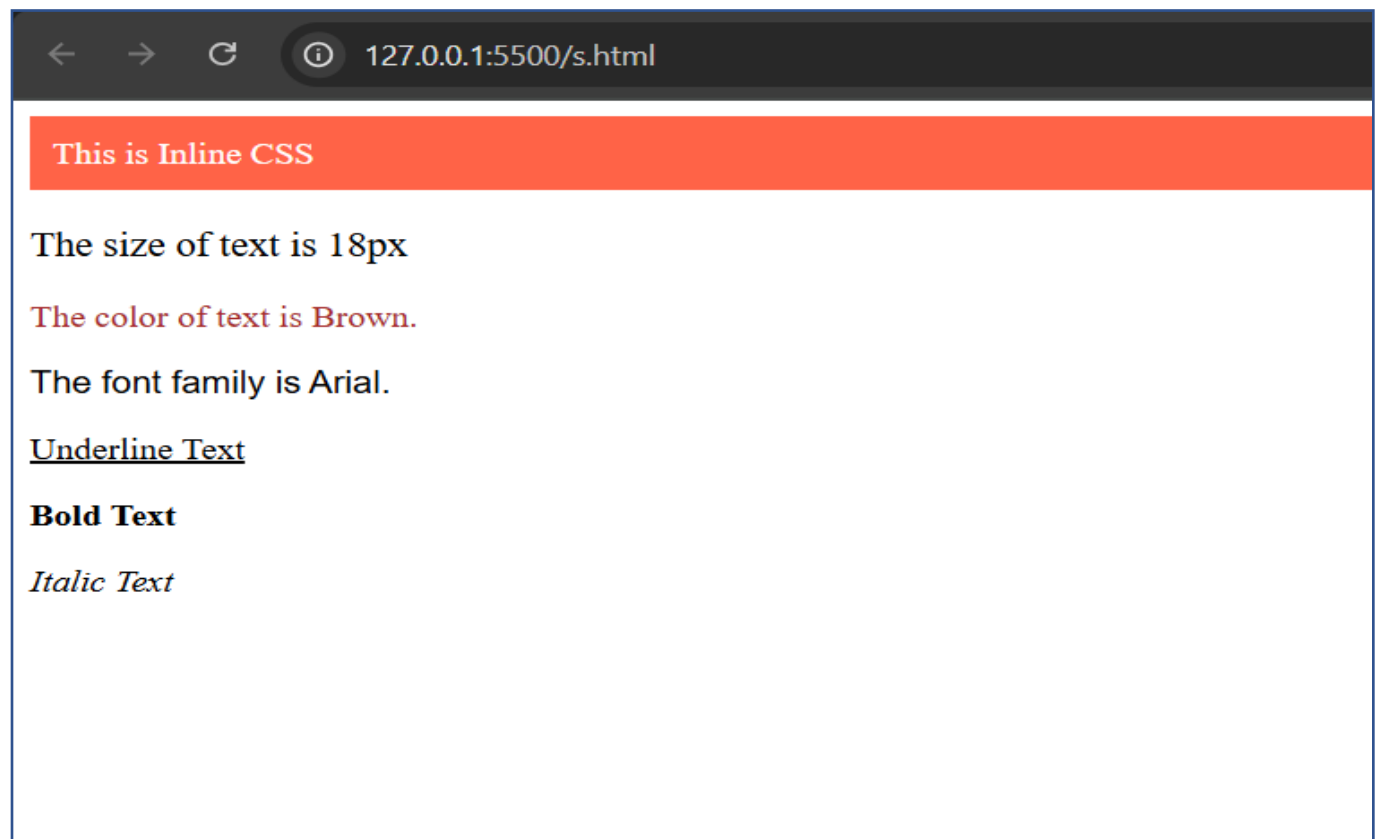 127.0.0.1:5500/s.html
This is Inline CSS
The size of text is 18px
The color of text is Brown.
The font family is Arial.
Underline Text
Bold Text
Italic Text